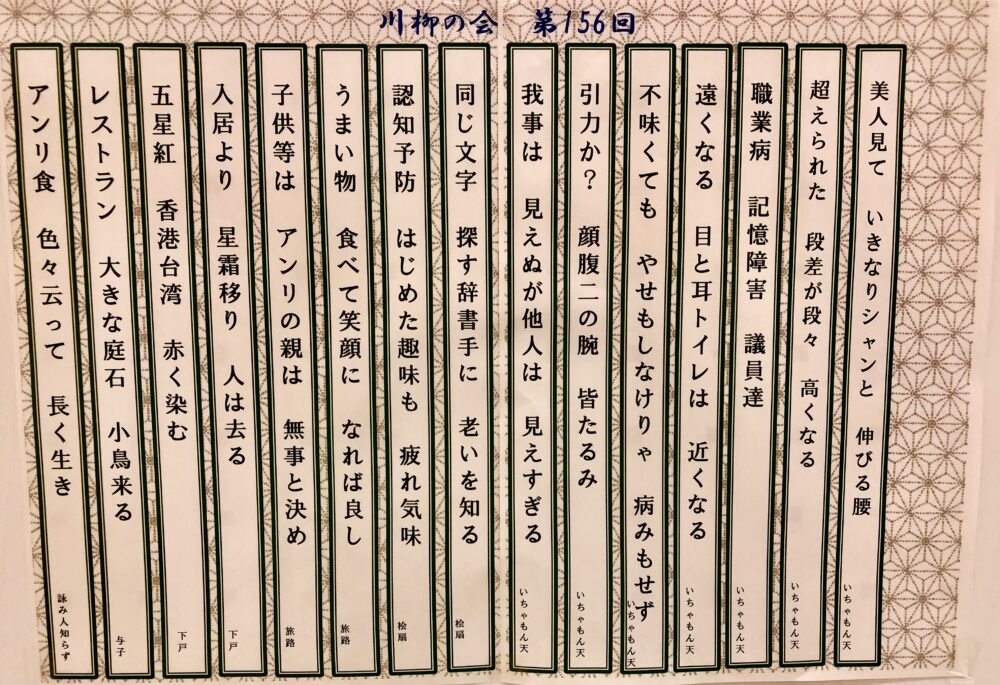 川柳の会　第156回
美人見て　いきなりシャンと　伸びる腰　いちゃもん天
超えられた　段差が段々　高くなる　いちゃもん天
職業病　記憶障害　議員達　いちゃもん天
遠くなる　目と耳トイレは　近くなる　いちゃもん天
不味くても　やせもしなけりゃ　病みもせず　いちゃもん天
引力か？　顔腹二の腕　皆たるみ　いちゃもん天
我事は　見えぬが他人は　見えすぎる　いちゃもん天
同じ文字　探す辞書手に　老いを知る　桧扇
認知予防　はじめた趣味も　疲れ気味　桧扇
うまい物　食べて笑顔に　なれば良し　旅路
子供等は　アンリの親は　無事と決め　旅路
入居より　星霜移り　人は去る　下戸
五星紅　香港台湾　赤く染む　下戸
レストラン　大きな庭石　小鳥来る　与子
アンリ食　色々云って　長く生き　詠み人知らず